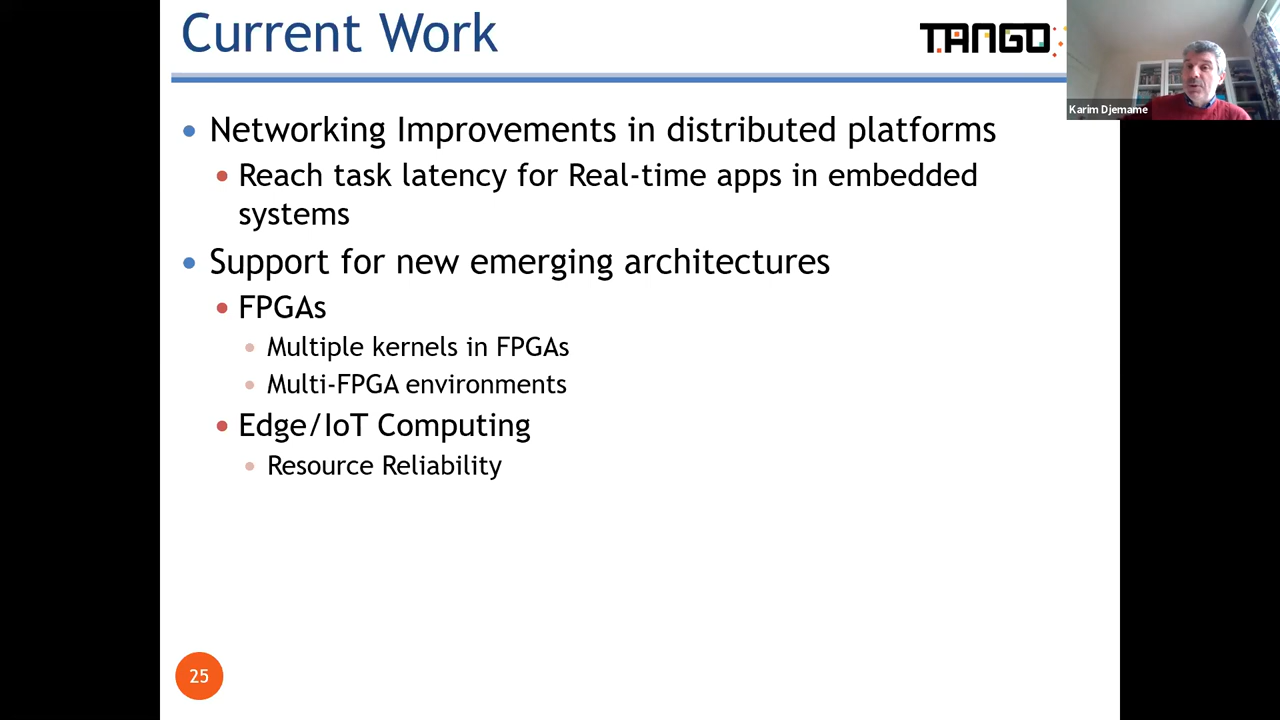 Current Work
TANGO
Karim Djemame
Networking Improvements in distributed platforms
Reach task latency for Real-time apps in embedded
systems
Support for new emerging architectures
FPGAs
Multiple kernels in FPGAs
Multi-FPGA environments
Edge/IoT Computing
Resource Reliability
25